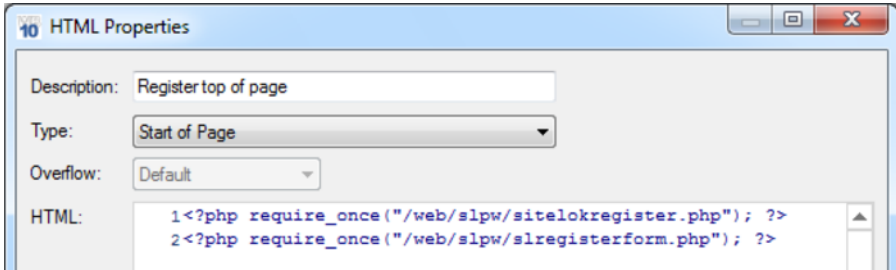 10 HTML Properties
Description: Register top of page
Type: Start of Page
Overflow: Default
HTML: 1<?php require_once("/web/slpw/sitelokregister.php"); ?>
2<?php require_once("/web/slpw/slregisterform.php"); ?>